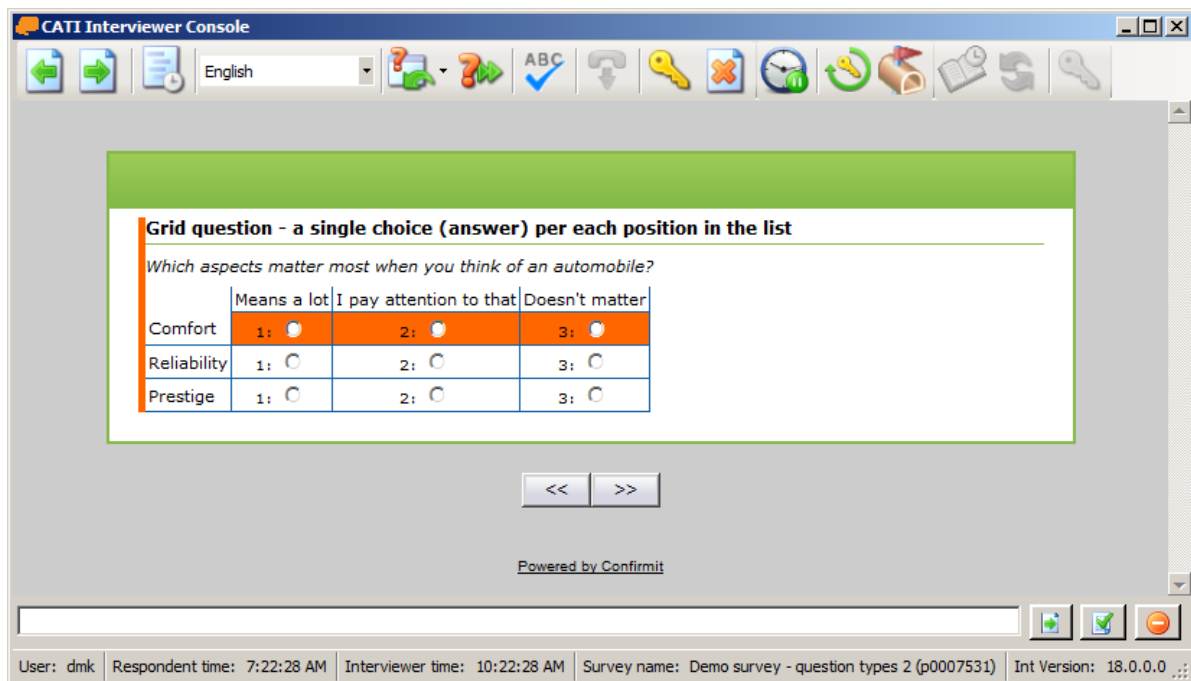 CATI Interviewer Console
English
ABC
Grid question - a single choice (answer) per each position in the list
Which aspects matter most when you think of an automobile?
Means a lot I pay attention to that Doesn't matter
Comfort 1: 2: 3:
Reliability 1: 2: 3:
Prestige 1: 2: 3:
<< >>
Powered by Confirmit
User: dmk Respondent time: 7:22:28 AM Interviewer time: 10:22:28 AM Survey name: Demo survey - question types 2 (p0007531) Int Version: 18.0.0.0